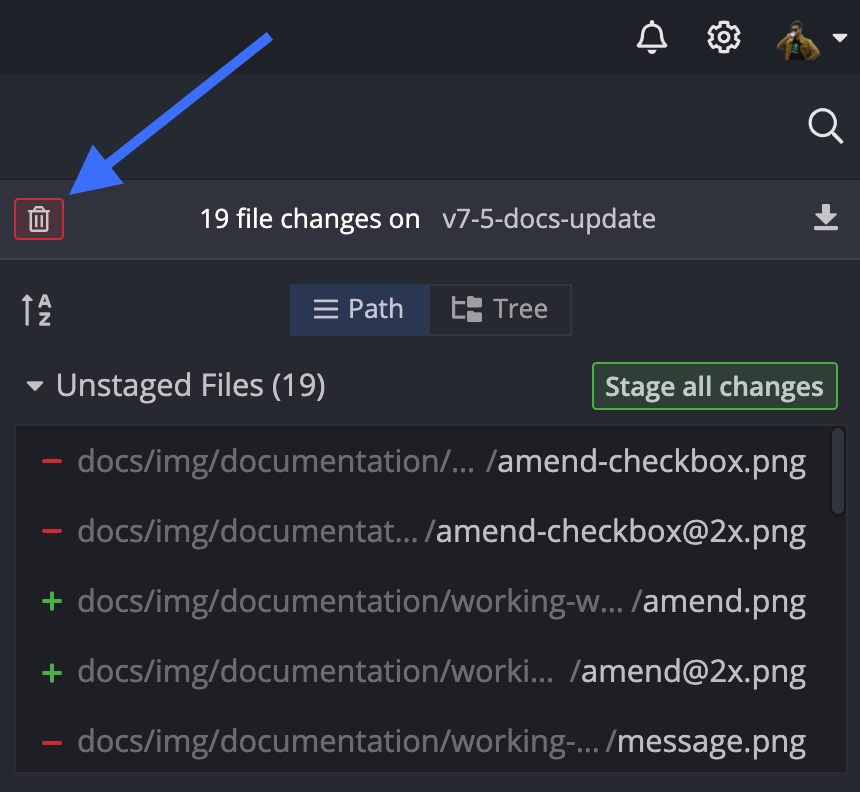 19 file changes on v7-5-docs-update
A
Z
Path
Tree
Unstaged Files (19)
Stage all changes
docs/img/documentation/... /amend-checkbox.png
docs/img/documentat... /amend-checkbox@2x.png
docs/img/documentation/working-w... /amend.png
docs/img/documentation/worki... /amend@2x.png
docs/img/documentation/working-... /message.png